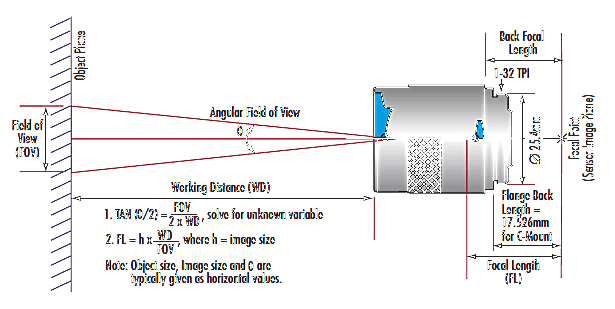 Back Focal
Length
1-32 TPI
Object Plane
Angular Field of View
Field of
View
(FOV)
Ø 25.4mm
Focal Point
(Sensor Image Plane)
Working Distance (WD)
1. TAN (Θ/2) = FOV / 2 x WD, solve for unknown variable
2. FL = h x WD / FOV, where h = image size
Note: Object size, Image size and Θ are
typically given as horizontal values.
Flange Back
Length =
17.526mm
for C-Mount
Focal Length
(FL)